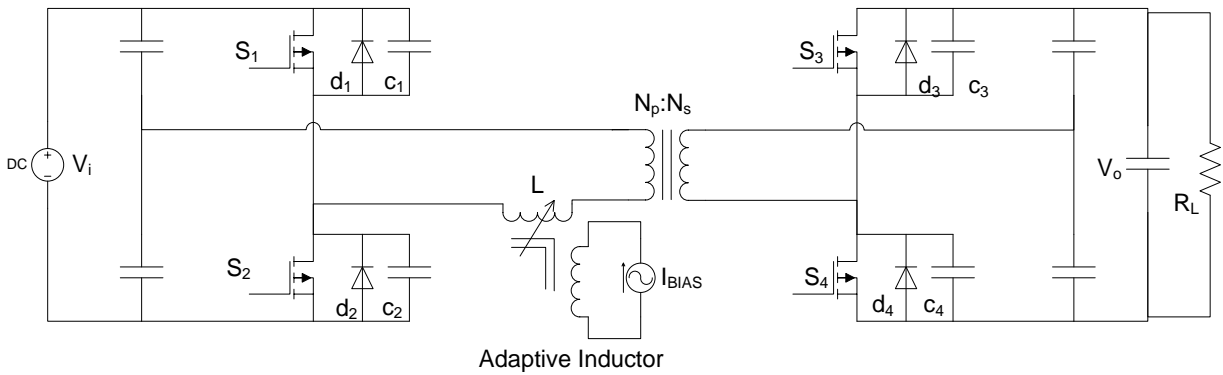 S1
d1
c1
S3
d3
c3
Np:Ns
DC
+
−
Vi
L
Vo
RL
S2
d2
c2
IBIAS
S4
d4
c4
Adaptive Inductor